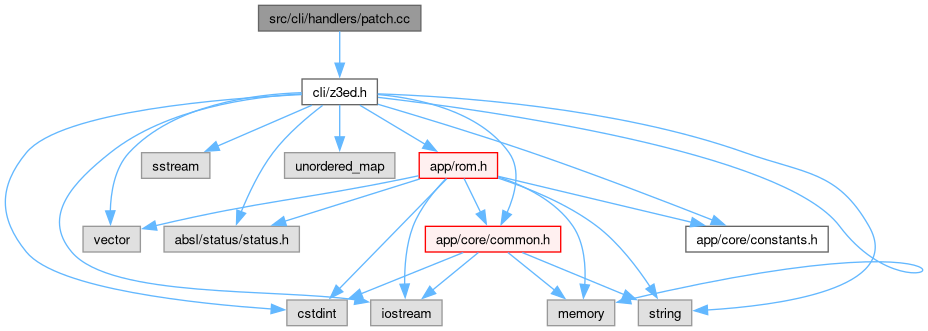 src/cli/handlers/patch.cc
cli/z3ed.h
sstream
unordered_map
app/rom.h
vector
absl/status/status.h
app/core/common.h
app/core/constants.h
cstdint
iostream
memory
string